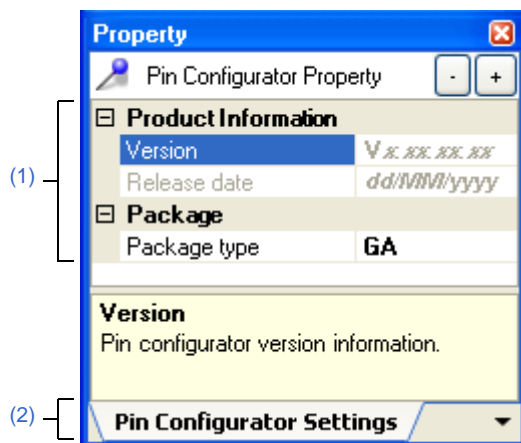 Property
Pin Configurator Property - +
Product Information
(1) Version V x.xx.xx.xx
Release date dd/MM/yyyy
Package
Package type GA
Version
Pin configurator version information.
(2) Pin Configurator Settings